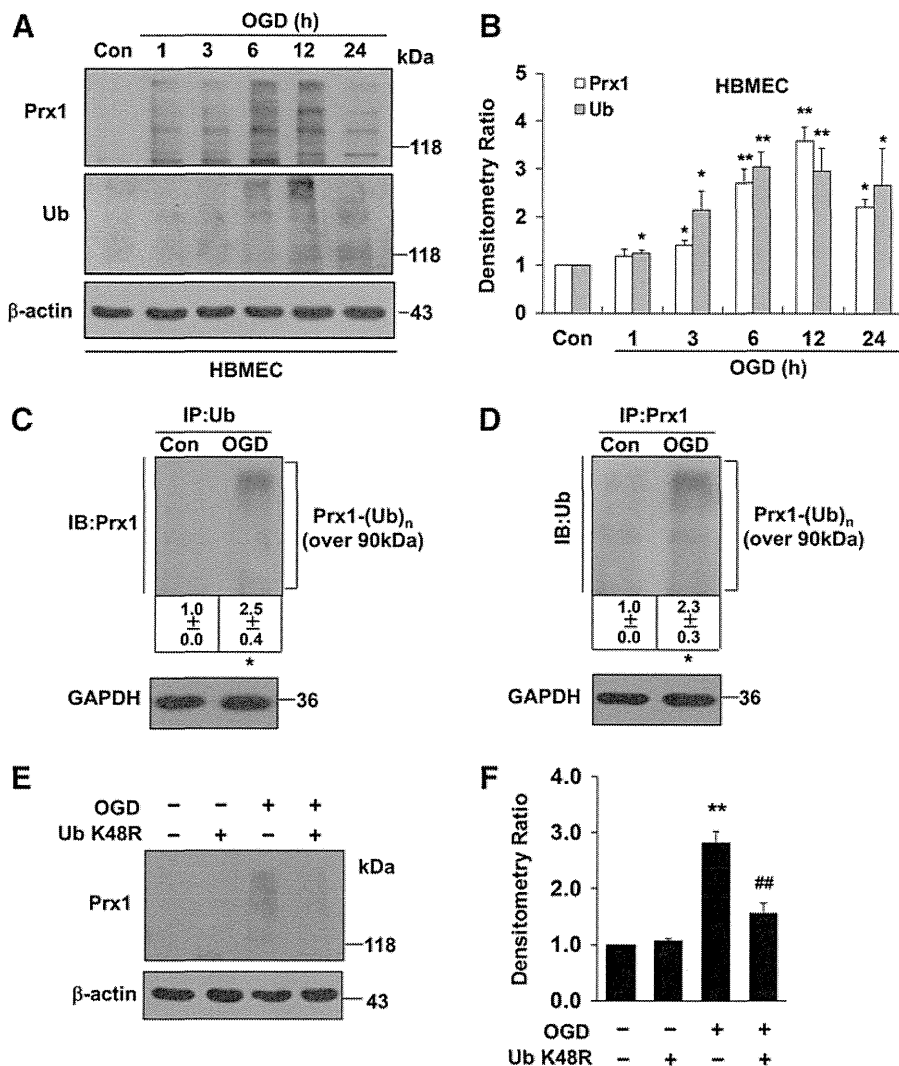 A
OGD (h)
Con 1 3 6 12 24 kDa
Prx1
118
Ub
118
β-actin
43
HBMEC
B
5
4
3
2
1
0
Densitometry Ratio
Prx1
Ub
HBMEC
* * * ** ** ** ** * *
Con 1 3 6 12 24
OGD (h)
C
IP:Ub
Con OGD
IB:Prx1
Prx1-(Ub)n
(over 90kDa)
1.0 2.5
± ±
0.0 0.4
*
GAPDH
36
D
IP:Prx1
Con OGD
IB:Ub
Prx1-(Ub)n
(over 90kDa)
1.0 2.3
± ±
0.0 0.3
*
GAPDH
36
E
OGD – – + +
Ub K48R – + – +
kDa
Prx1
118
β-actin
43
F
4.0
3.0
2.0
1.0
0.0
Densitometry Ratio
**
##
OGD – – + +
Ub K48R – + – +